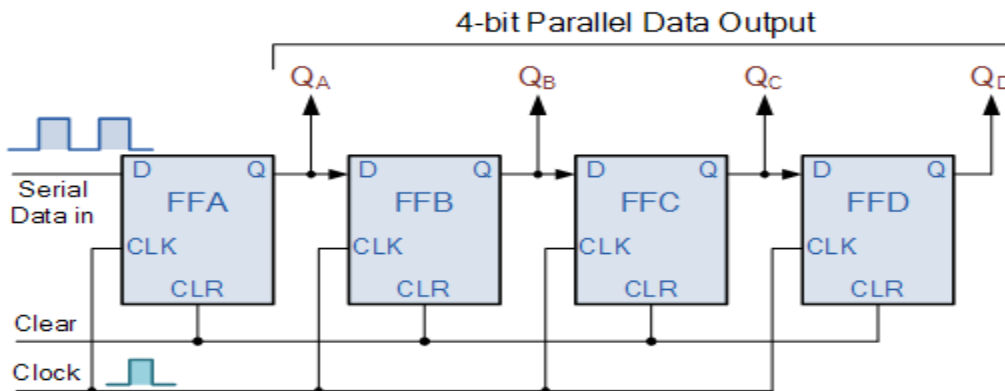 4-bit Parallel Data Output
QA QB QC QD
D Q D Q D Q D Q
Serial
Data in
FFA FFB FFC FFD
CLK CLK CLK CLK
CLR CLR CLR CLR
Clear
Clock